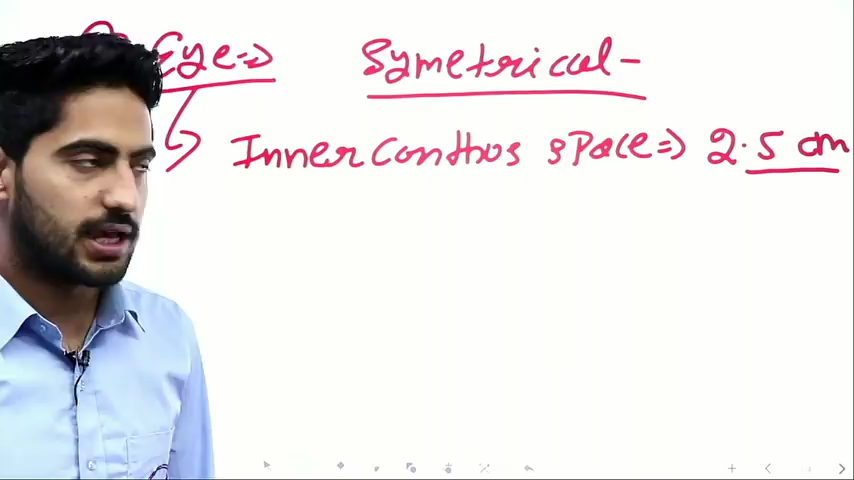 Eye⇒ Symetrical-
Inner Conthus space⇒ 2.5 cm